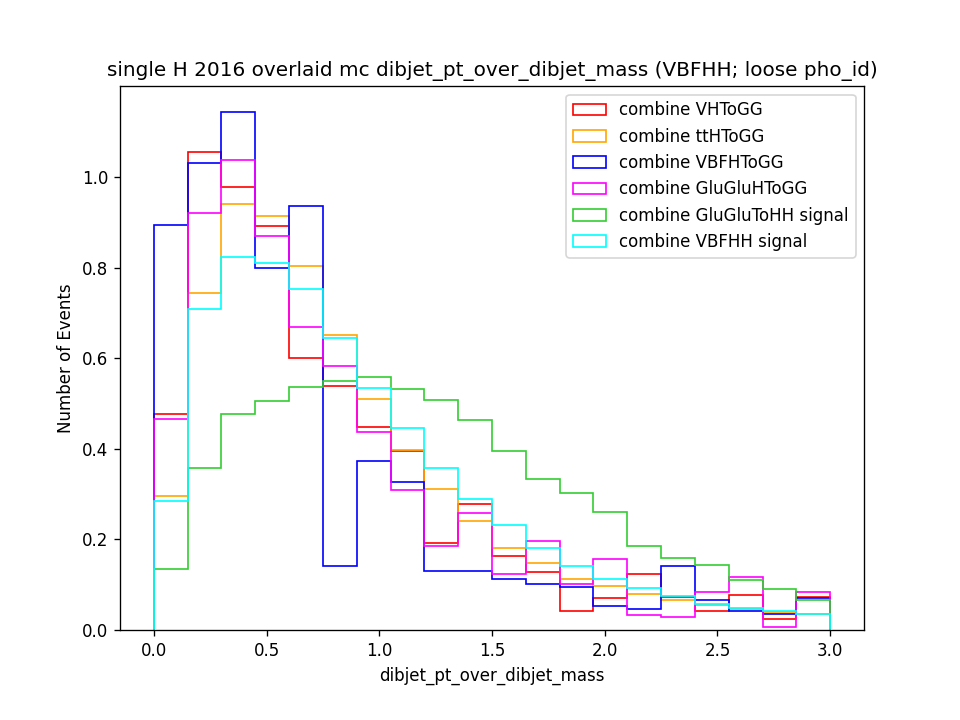 single H 2016 overlaid mc dibjet_pt_over_dibjet_mass (VBFHH; loose pho_id)
combine VHToGG
combine ttHToGG
combine VBFHToGG
combine GluGluHToGG
combine GluGluToHH signal
combine VBFHH signal
Number of Events
1.0
0.8
0.6
0.4
0.2
0.0
0.0 0.5 1.0 1.5 2.0 2.5 3.0
dibjet_pt_over_dibjet_mass